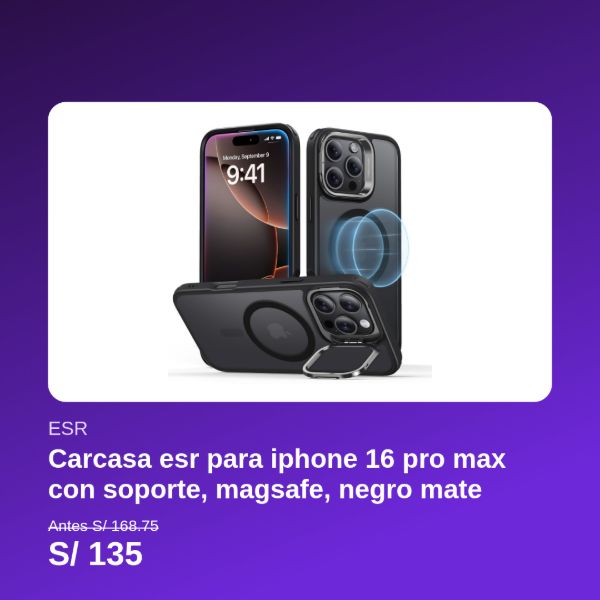 Monday, September 9
9:41
ESR
Carcasa esr para iphone 16 pro max
con soporte, magsafe, negro mate
Antes S/ 168.75
S/ 135